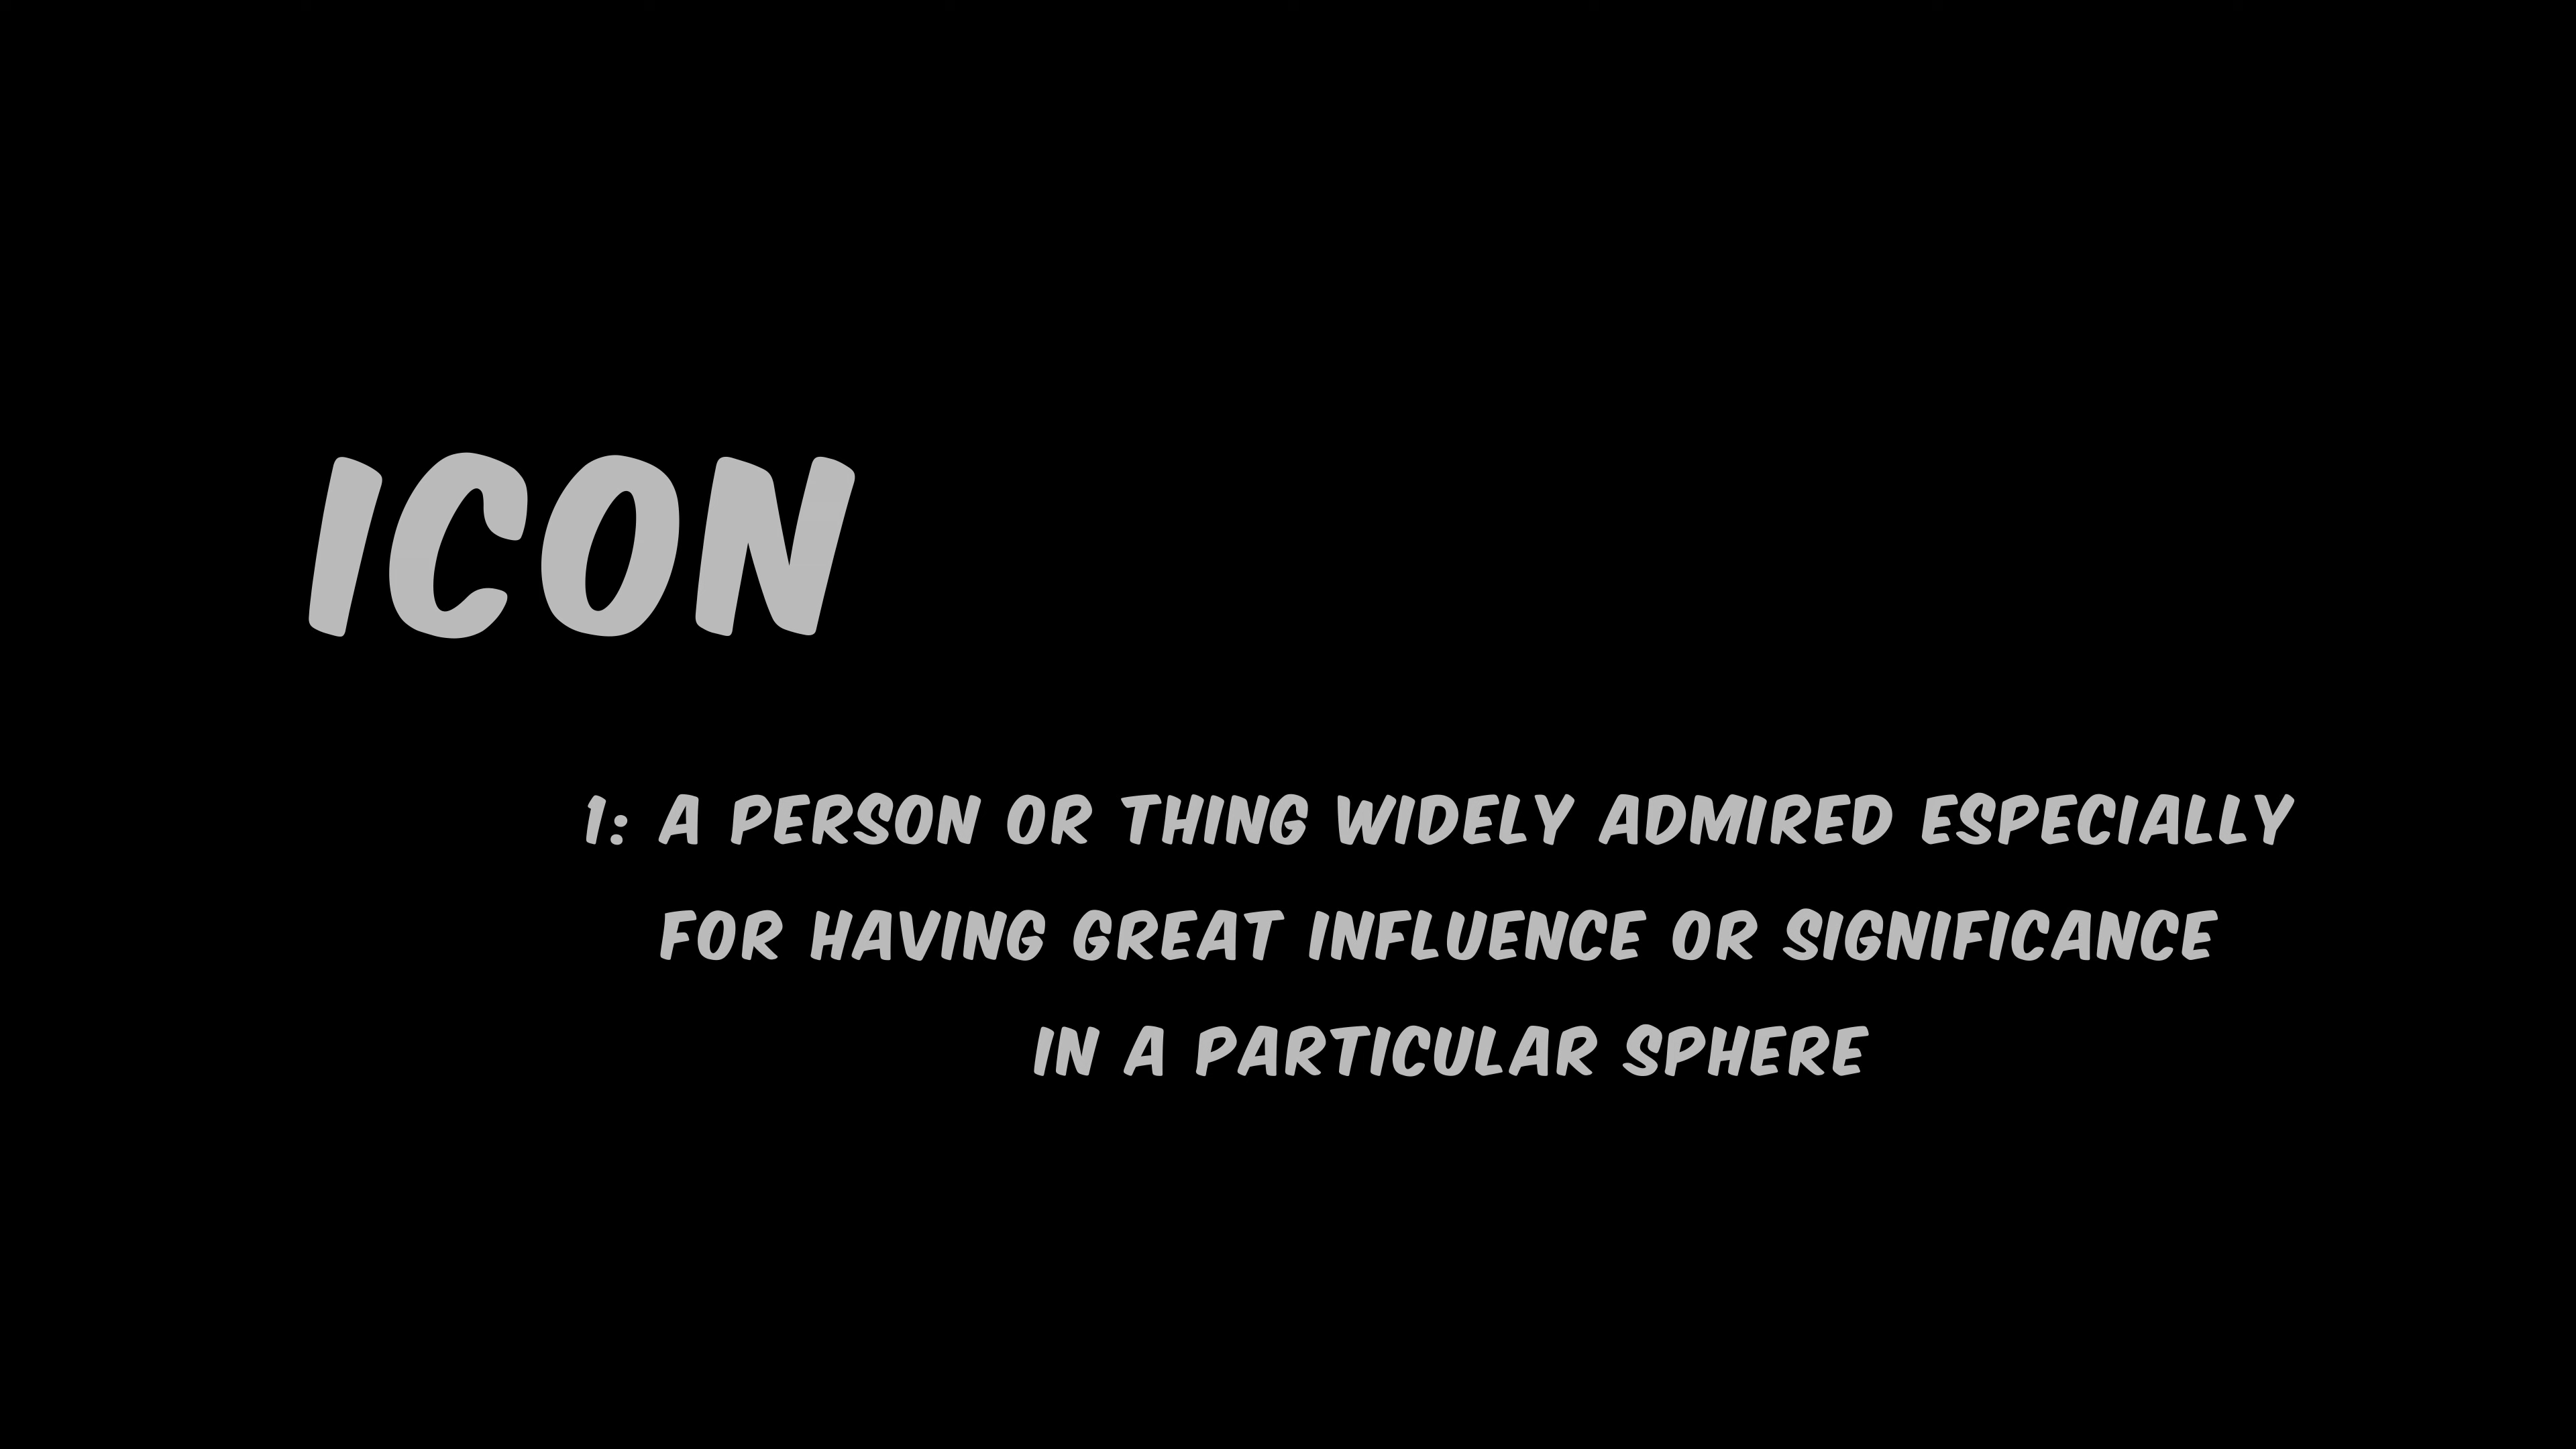 ICON
1: A PERSON OR THING WIDELY ADMIRED ESPECIALLY
FOR HAVING GREAT INFLUENCE OR SIGNIFICANCE
IN A PARTICULAR SPHERE